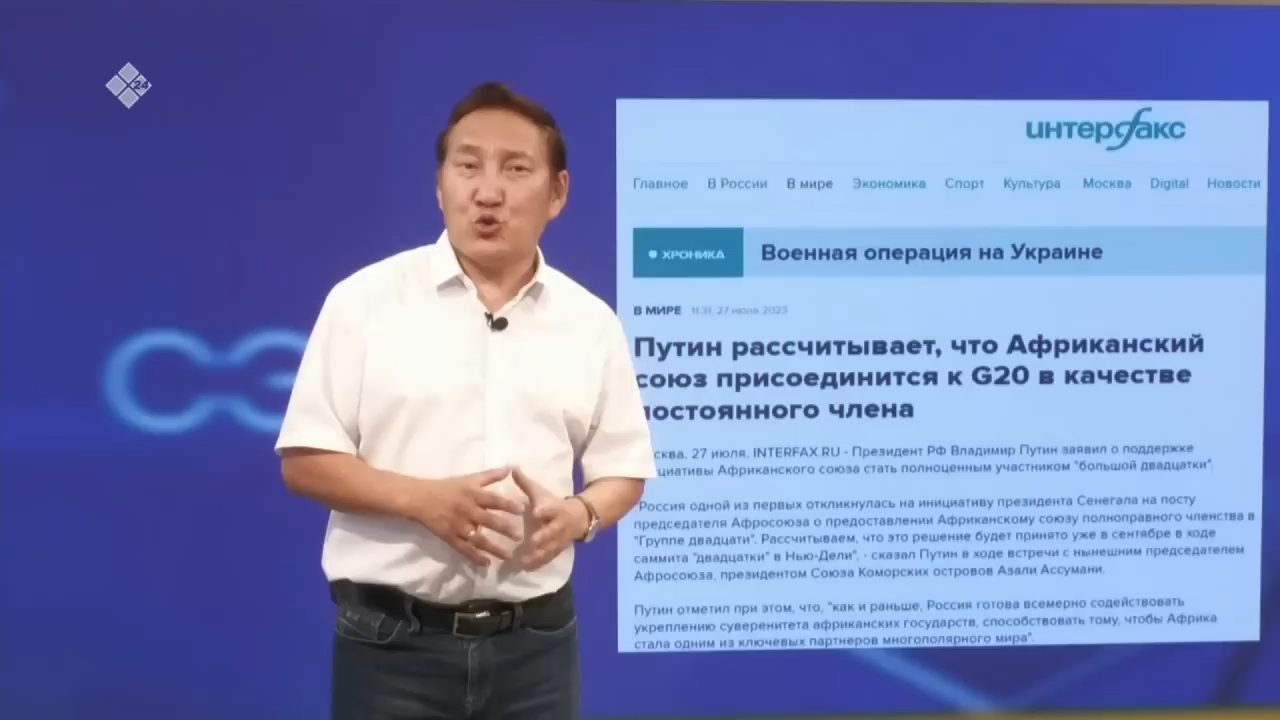 24
СЭ
интерфакс
Главное В России В мире Экономика Спорт Культура Москва Digital Новости
ХРОНИКА Военная операция на Украине
В МИРЕ 11:31, 27 июля 2023
Путин рассчитывает, что Африканский
союз присоединится к G20 в качестве
постоянного члена
сква. 27 июля. INTERFAX.RU - Президент РФ Владимир Путин заявил о поддержке
циативы Африканского союза стать полноценным участником "большой двадцатки".
"Россия одной из первых откликнулась на инициативу президента Сенегала на посту
председателя Афросоюза о предоставлении Африканскому союзу полноправного членства в
"Группе двадцати". Рассчитываем, что это решение будет принято уже в сентябре в ходе
саммита "двадцатки" в Нью-Дели", - сказал Путин в ходе встречи с нынешним председателем
Афросоюза, президентом Союза Коморских островов Азали Ассумани.
Путин отметил при этом, что, "как и раньше, Россия готова всемерно содействовать
укреплению суверенитета африканских государств, способствовать тому, чтобы Африка
стала одним из ключевых партнеров многополярного мира".